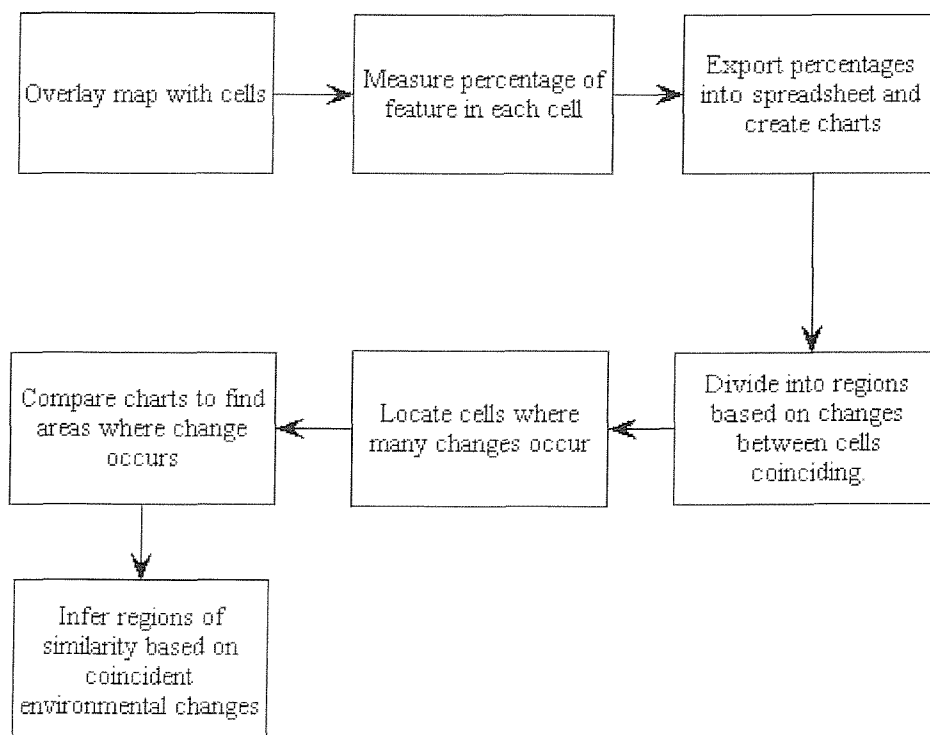 Overlay map with cells
Measure percentage of
feature in each cell
Export percentages
into spreadsheet and
create charts
Divide into regions
based on changes
between cells
coinciding.
Locate cells where
many changes occur
Compare charts to find
areas where change
occurs
Infer regions of
similarity based on
coincident
environmental changes